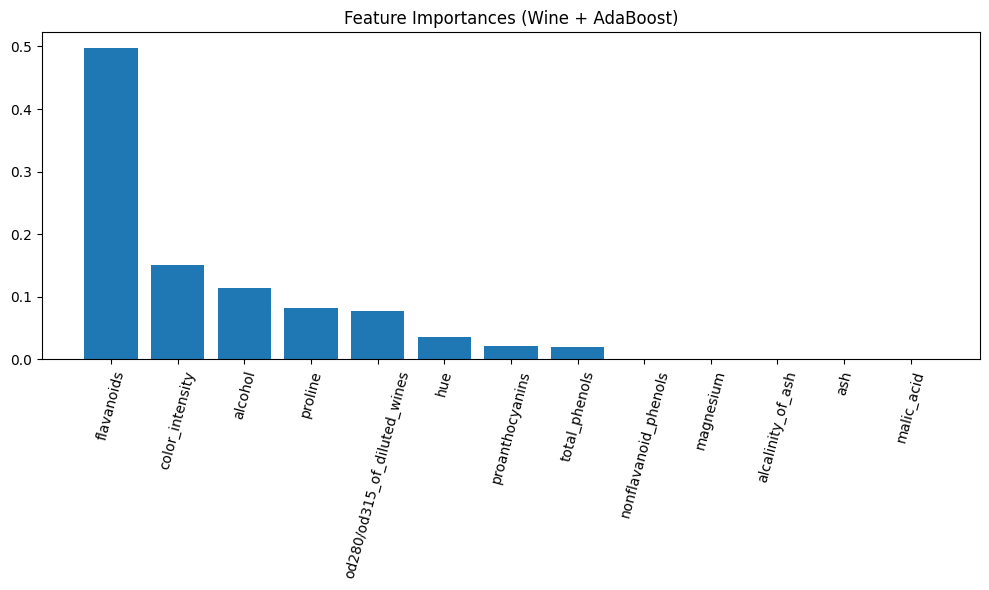 Feature Importances (Wine + AdaBoost)
0.5
0.4
0.3
0.2
0.1
0.0
flavanoids
color_intensity
alcohol
proline
od280/od315_of_diluted_wines
hue
proanthocyanins
total_phenols
nonflavanoid_phenols
magnesium
alcalinity_of_ash
ash
malic_acid